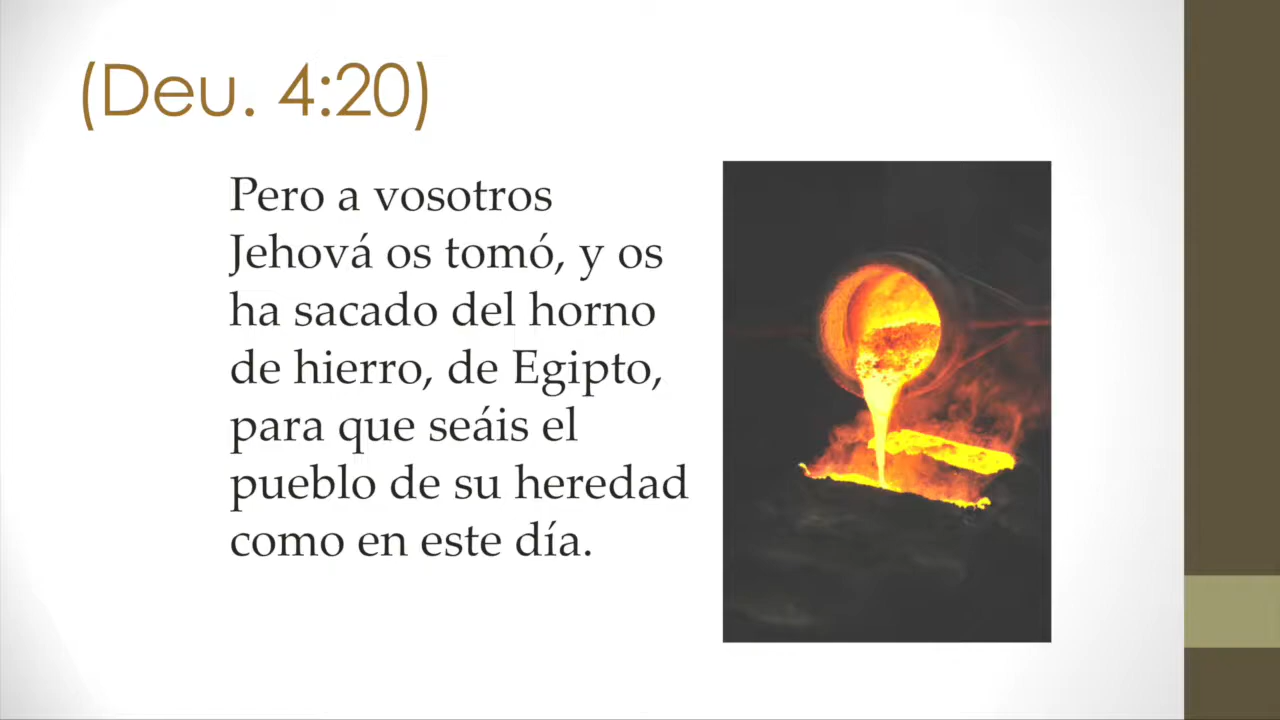 (Deu. 4:20)
Pero a vosotros
Jehová os tomó, y os
ha sacado del horno
de hierro, de Egipto,
para que seáis el
pueblo de su heredad
como en este día.